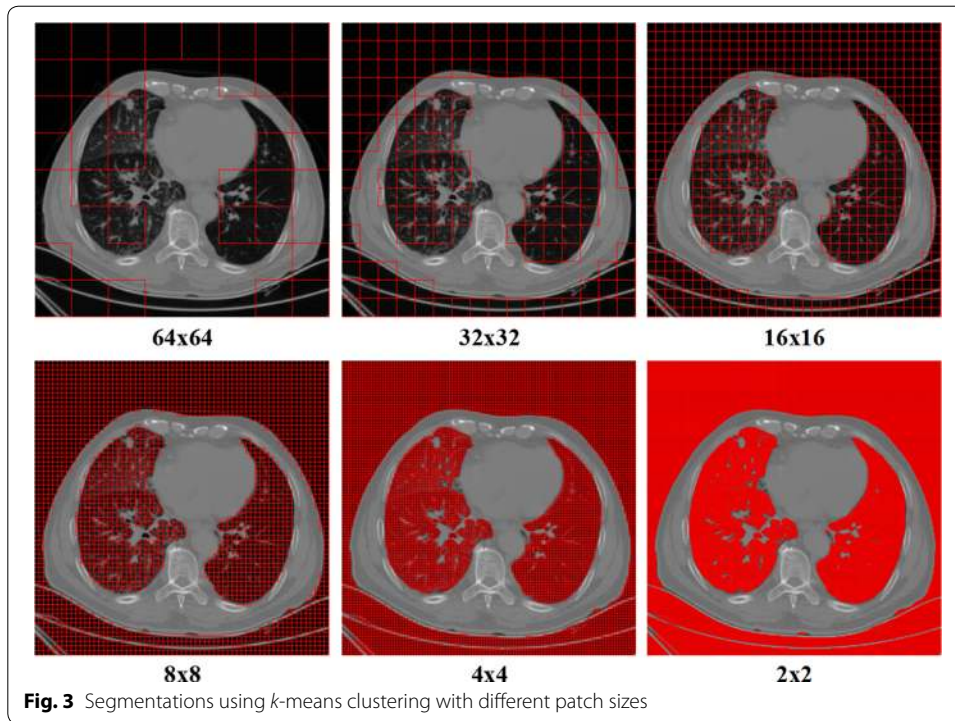 64x64
32x32
16x16
8x8
4x4
2x2
Fig. 3 Segmentations using k-means clustering with different patch sizes